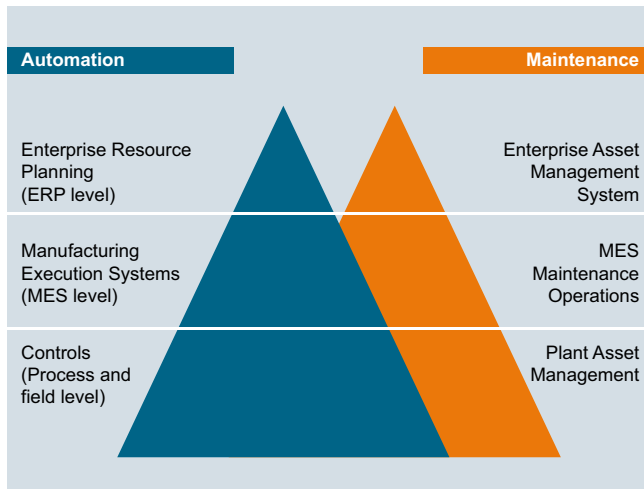 Automation
Maintenance
Enterprise Resource
Planning
(ERP level)
Enterprise Asset
Management
System
Manufacturing
Execution Systems
(MES level)
MES
Maintenance
Operations
Controls
(Process and
field level)
Plant Asset
Management